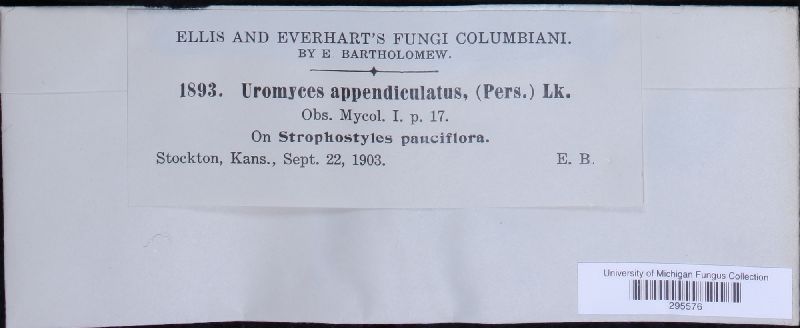 ELLIS AND EVERHART'S FUNGI COLUMBIANI.
BY E BARTHOLOMEW.
1893. Uromyces appendiculatus, (Pers.) Lk.
Obs. Mycol. I. p. 17.
On Strophostyles pauciflora.
Stockton, Kans., Sept. 22, 1903. E. B.
University of Michigan Fungus Collection
295576